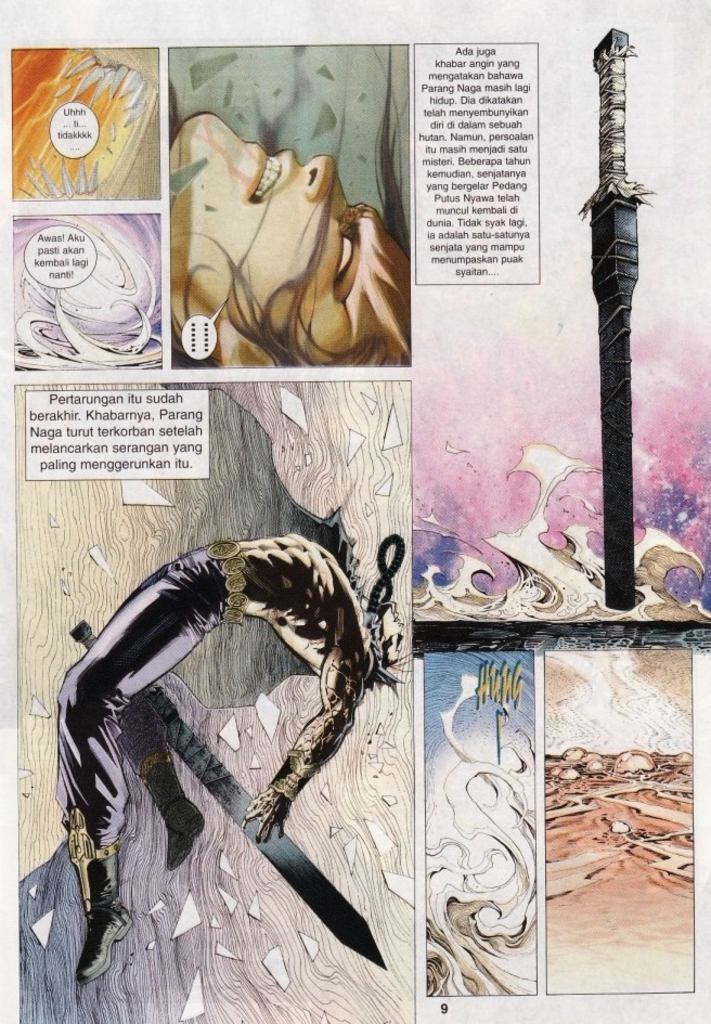 Uhhh
... ti...
tidakkkk
....
Awas! Aku
pasti akan
kembali lagi
nanti!
Ada juga
khabar angin yang
mengatakan bahawa
Parang Naga masih lagi
hidup. Dia dikatakan
telah menyembunyikan
diri di dalam sebuah
hutan. Namun, persoalan
itu masih menjadi satu
misteri. Beberapa tahun
kemudian, senjatanya
yang bergelar Pedang
Putus Nyawa telah
muncul kembali di
dunia. Tidak syak lagi,
ia adalah satu-satunya
senjata yang mampu
menumpaskan puak
syaitan....
Pertarungan itu sudah
berakhir. Khabarnya, Parang
Naga turut terkorban setelah
melancarkan serangan yang
paling menggerunkan itu.
9